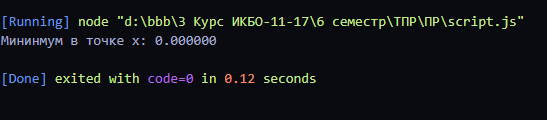 [Running] node "d:\bbb\3 Курс ИКБО-11-17\6 семестр\ТПР\ПР\script.js"
Мининмум в точке x: 0.000000
[Done] exited with code=0 in 0.12 seconds